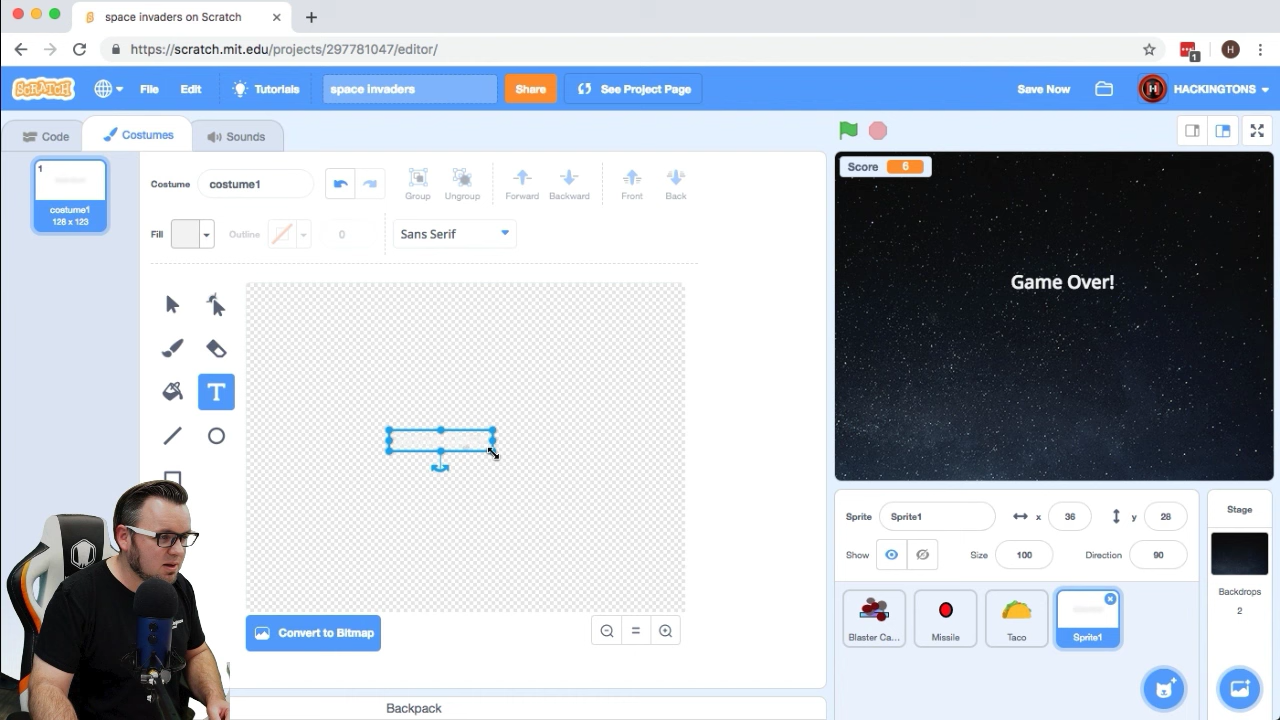 space invaders on Scratch
https://scratch.mit.edu/projects/297781047/editor/
1
H
SCRATCH
File
Edit
Tutorials
space invaders
Share
See Project Page
Save Now
H
HACKINGTONS
Code
Costumes
Sounds
1
costume1
128 x 123
Costume
costume1
Group
Ungroup
Forward
Backward
Front
Back
Fill
Outline
0
Sans Serif
T
Convert to Bitmap
Backpack
Score 6
Game Over!
Sprite
Sprite1
x
36
y
28
Show
Size
100
Direction
90
Blaster Ca...
Missile
Taco
Sprite1
Stage
Backdrops
2